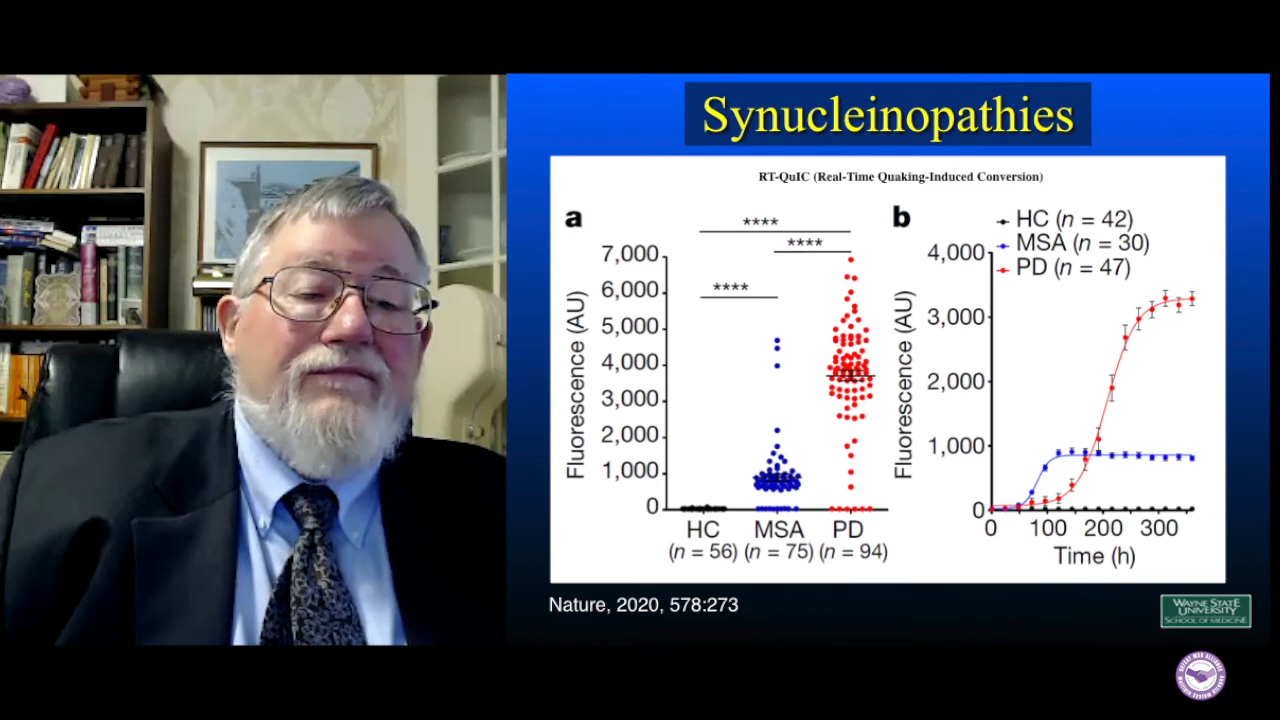 Synucleinopathies
RT-QuIC (Real-Time Quaking-Induced Conversion)
a
****
****
****
7,000
6,000
5,000
4,000
3,000
2,000
1,000
0
Fluorescence (AU)
HC MSA PD
(n = 56) (n = 75) (n = 94)
b
HC (n = 42)
MSA (n = 30)
PD (n = 47)
4,000
3,000
2,000
1,000
0
Fluorescence (AU)
0 100 200 300
Time (h)
Nature, 2020, 578:273
WAYNE STATE
UNIVERSITY
SCHOOL OF MEDICINE
DEFEAT MSA ALLIANCE